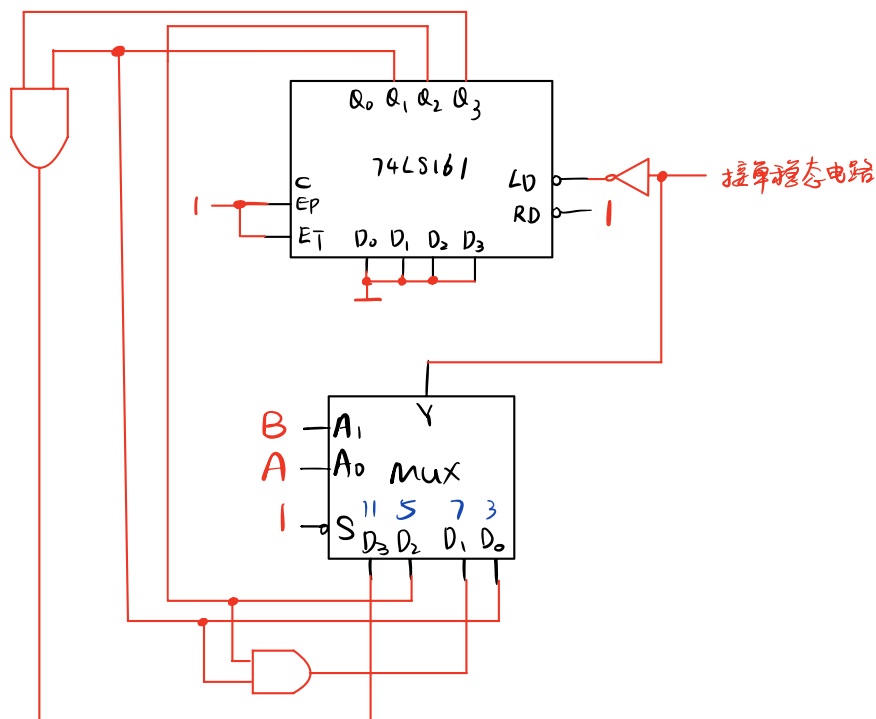 Q0 Q1 Q2 Q3
74LS161
C
EP
ET
1
LD
RD
1
接单稳态电路
D0 D1 D2 D3
Y
B A1
A A0
MUX
1 S
11 5 7 3
D3 D2 D1 D0